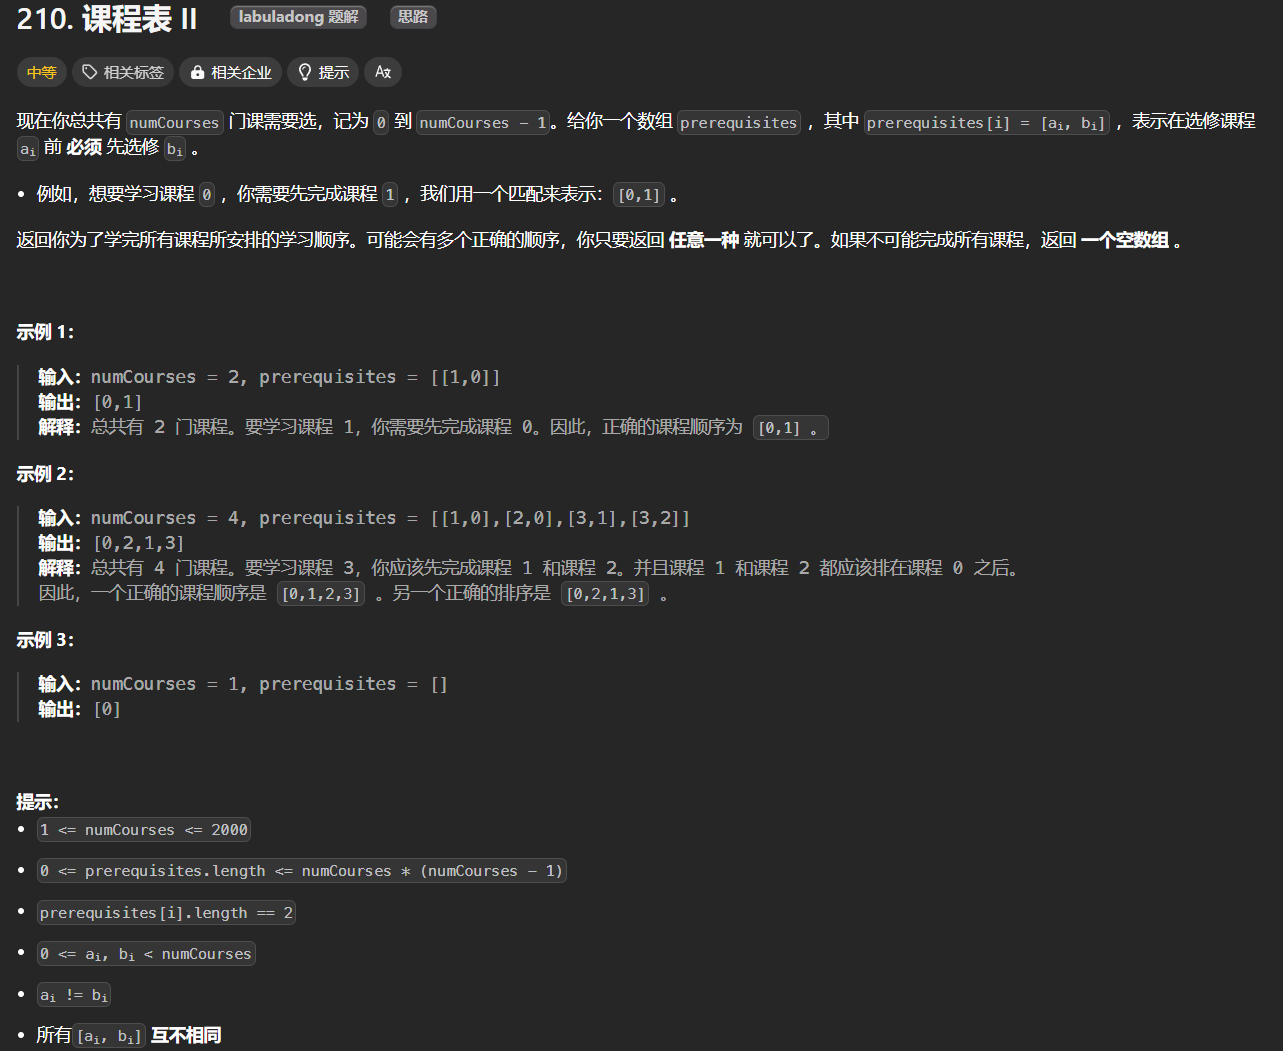 210. 课程表 II labuladong 题解 思路
中等 相关标签 相关企业 提示 Aあ
现在你总共有 numCourses 门课需要选，记为 0 到 numCourses - 1。给你一个数组 prerequisites ，其中 prerequisites[i] = [aᵢ, bᵢ] ，表示在选修课程
aᵢ 前 必须 先选修 bᵢ 。
• 例如，想要学习课程 0 ，你需要先完成课程 1 ，我们用一个匹配来表示：[0,1] 。
返回你为了学完所有课程所安排的学习顺序。可能会有多个正确的顺序，你只要返回 任意一种 就可以了。如果不可能完成所有课程，返回 一个空数组 。
示例 1：
输入：numCourses = 2, prerequisites = [[1,0]]
输出：[0,1]
解释：总共有 2 门课程。要学习课程 1，你需要先完成课程 0。因此，正确的课程顺序为 [0,1] 。
示例 2：
输入：numCourses = 4, prerequisites = [[1,0],[2,0],[3,1],[3,2]]
输出：[0,2,1,3]
解释：总共有 4 门课程。要学习课程 3，你应该先完成课程 1 和课程 2。并且课程 1 和课程 2 都应该排在课程 0 之后。
因此，一个正确的课程顺序是 [0,1,2,3] 。另一个正确的排序是 [0,2,1,3] 。
示例 3：
输入：numCourses = 1, prerequisites = []
输出：[0]
提示：
• 1 <= numCourses <= 2000
• 0 <= prerequisites.length <= numCourses * (numCourses - 1)
• prerequisites[i].length == 2
• 0 <= aᵢ, bᵢ < numCourses
• aᵢ != bᵢ
• 所有[aᵢ, bᵢ] 互不相同